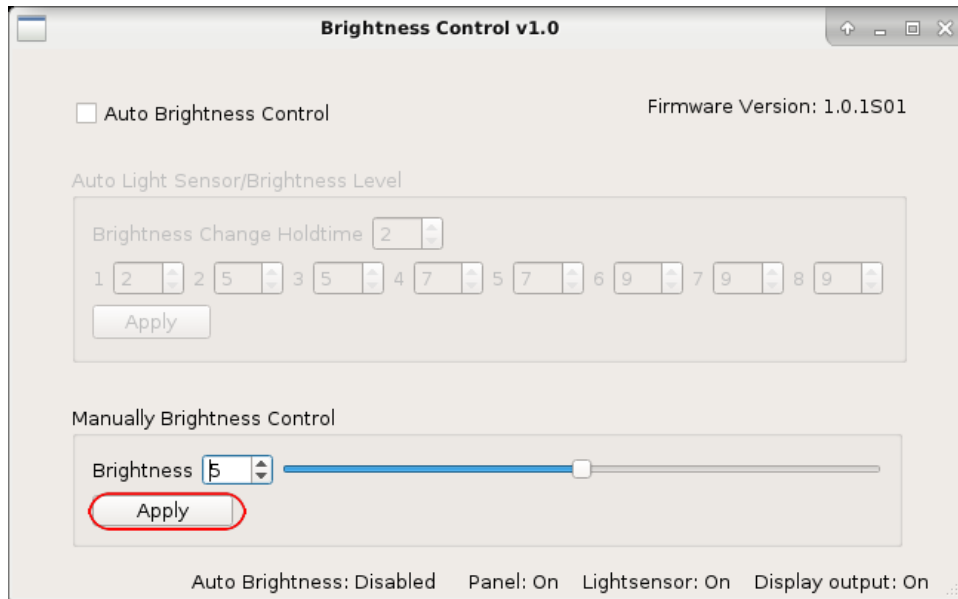 Brightness Control v1.0
Auto Brightness Control
Firmware Version: 1.0.1S01
Auto Light Sensor/Brightness Level
Brightness Change Holdtime 2
1 2 2 5 3 5 4 7 5 7 6 9 7 9 8 9
Apply
Manually Brightness Control
Brightness 5
Apply
Auto Brightness: Disabled Panel: On Lightsensor: On Display output: On